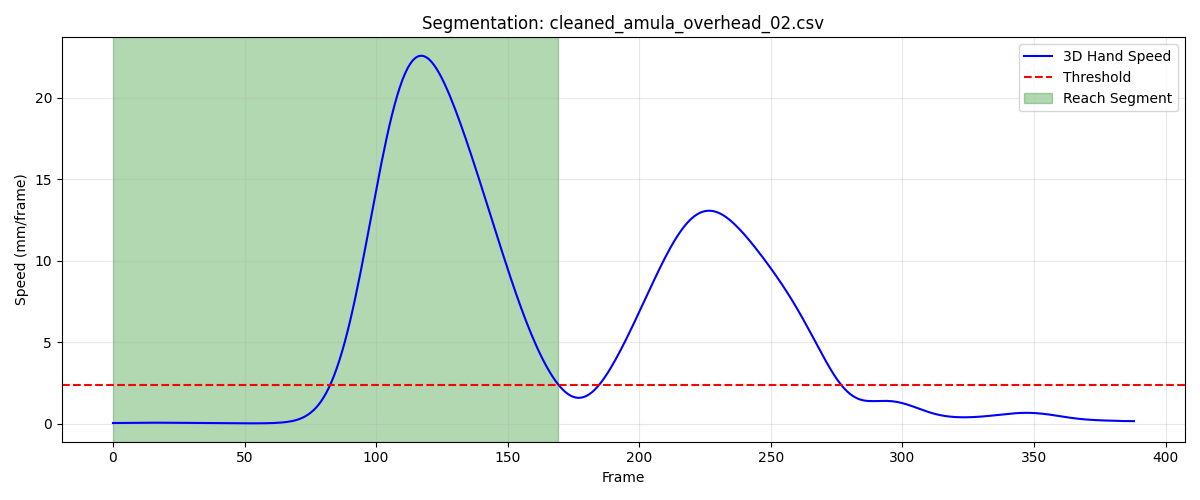 Segmentation: cleaned_amula_overhead_02.csv
3D Hand Speed
Threshold
Reach Segment
Speed (mm/frame)
20
15
10
5
0
0 50 100 150 200 250 300 350 400
Frame